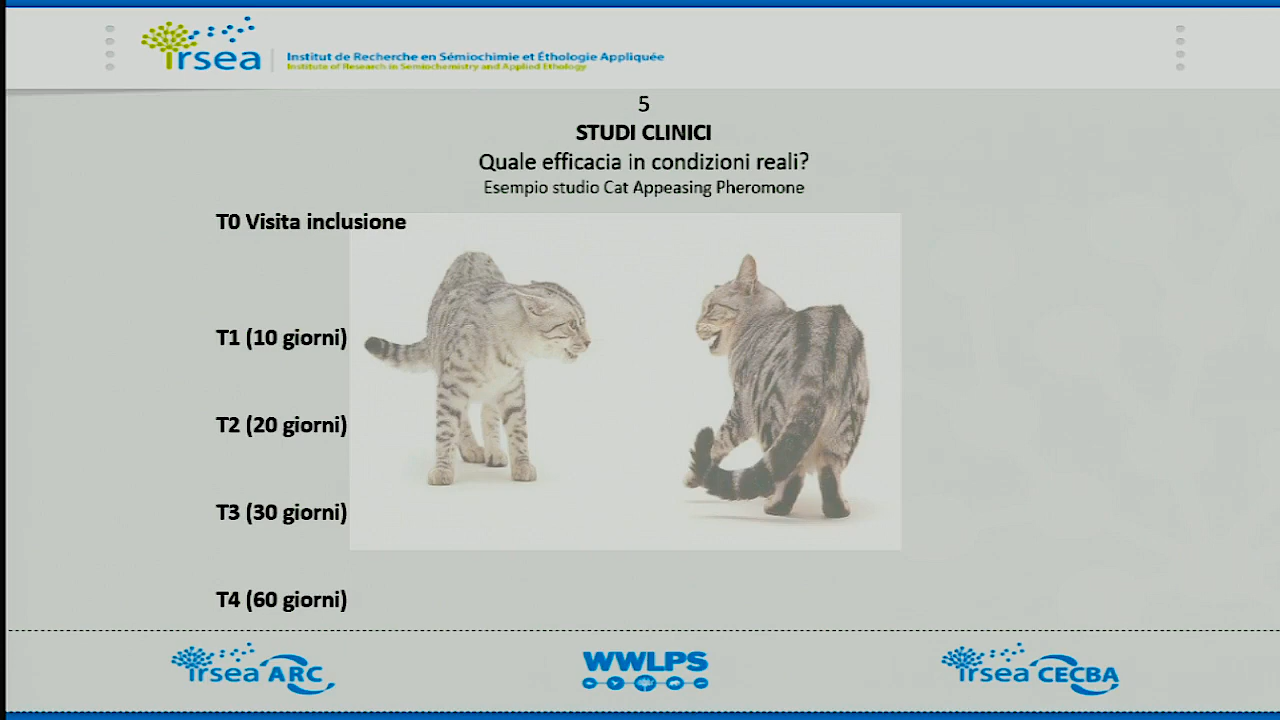 irsea
Institut de Recherche en Sémiochimie et Éthologie Appliquée
Institute of Research in Semiochemistry and Applied Ethology
5
STUDI CLINICI
Quale efficacia in condizioni reali?
Esempio studio Cat Appeasing Pheromone
T0 Visita inclusione
T1 (10 giorni)
T2 (20 giorni)
T3 (30 giorni)
T4 (60 giorni)
irsea ARC
WWLPS
irsea CECBA